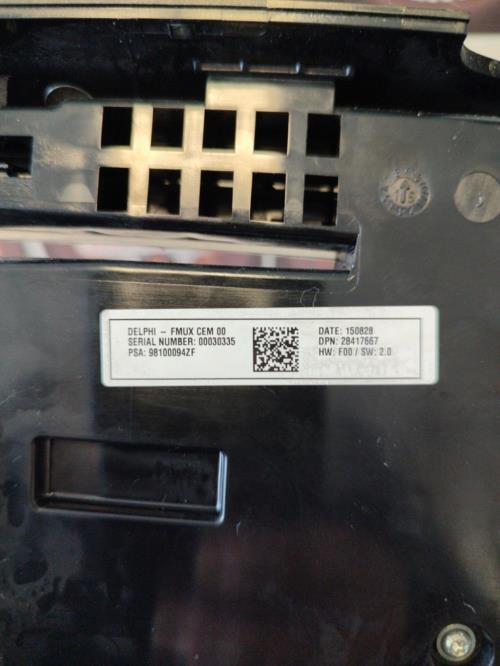 DELPHI - FMUX CEM 00
SERIAL NUMBER: 00030335
PSA: 98100094ZF
DATE: 150828
DPN: 28417667
HW: F00 / SW: 2.0